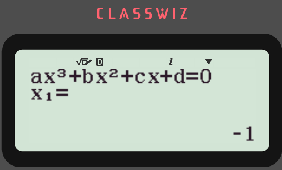 CLASSWIZ
√▱/ D i ▼
ax³+bx²+cx+d=0
x₁=
-1